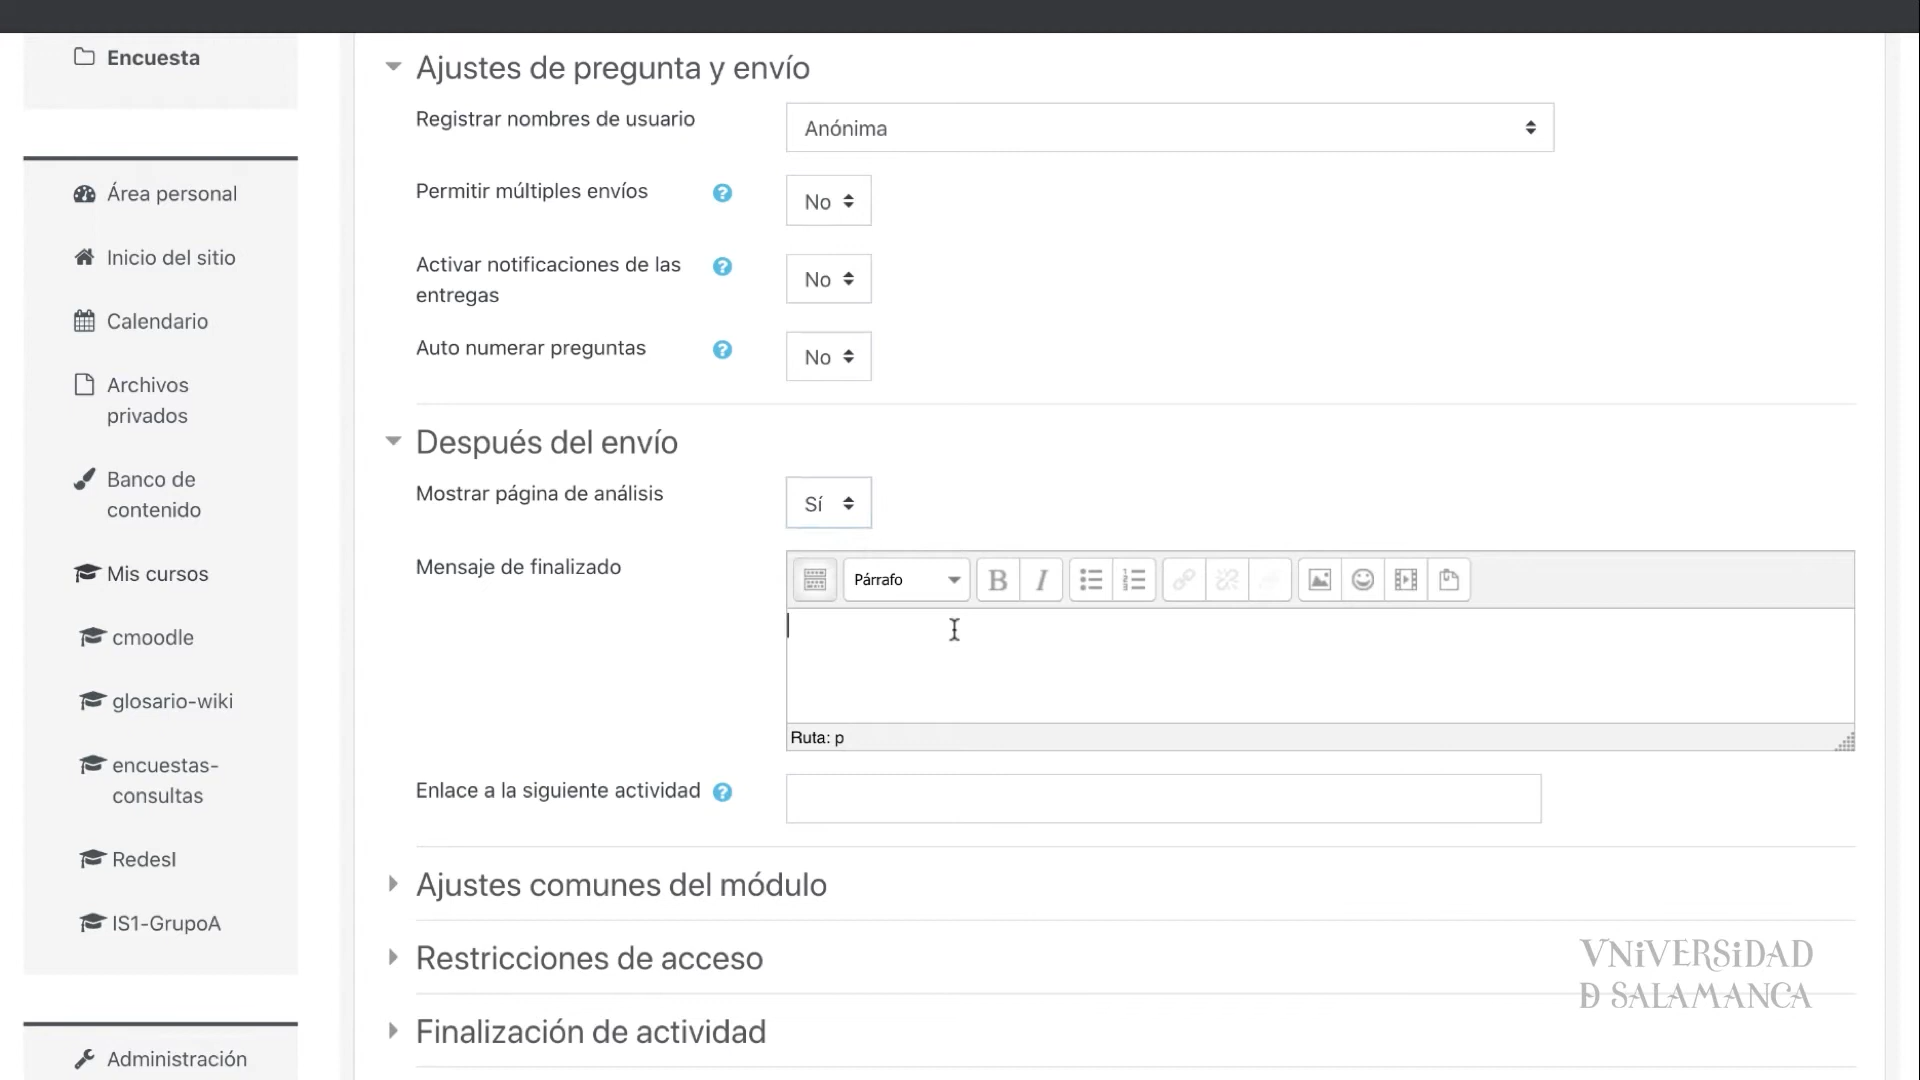 Encuesta
Área personal
Inicio del sitio
Calendario
Archivos
privados
Banco de
contenido
Mis cursos
cmoodle
glosario-wiki
encuestas-
consultas
RedesI
IS1-GrupoA
Administración
Ajustes de pregunta y envío
Registrar nombres de usuario
Anónima
Permitir múltiples envíos
No
Activar notificaciones de las
entregas
No
Auto numerar preguntas
No
Después del envío
Mostrar página de análisis
Sí
Mensaje de finalizado
Párrafo
B I
Ruta: p
Enlace a la siguiente actividad
Ajustes comunes del módulo
Restricciones de acceso
Finalización de actividad
VNiVERSiDAD
D SALAMANCA